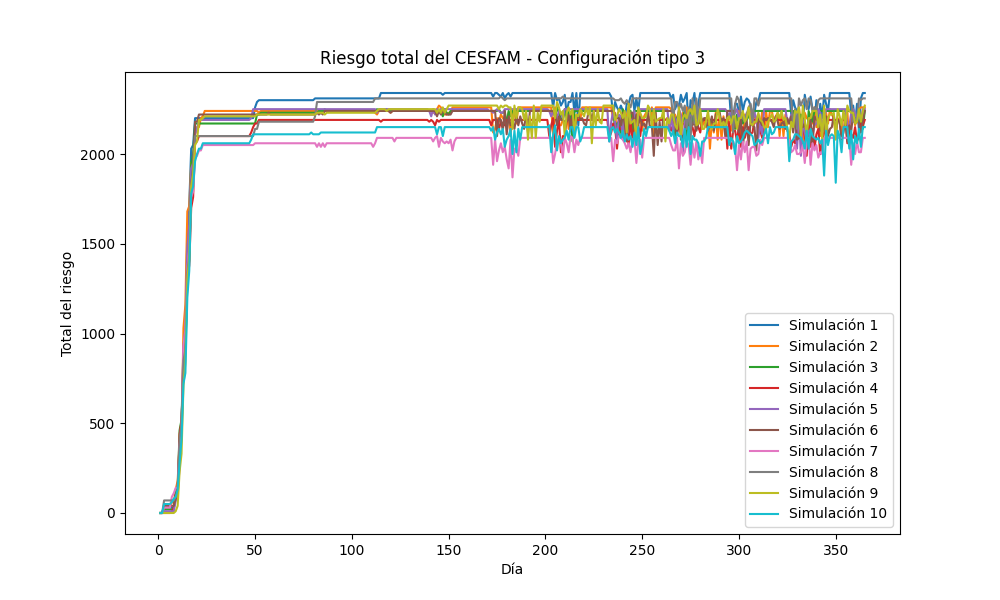 Riesgo total del CESFAM - Configuración tipo 3
Total del riesgo
2000
1500
1000
500
0
0 50 100 150 200 250 300 350
Día
Simulación 1
Simulación 2
Simulación 3
Simulación 4
Simulación 5
Simulación 6
Simulación 7
Simulación 8
Simulación 9
Simulación 10